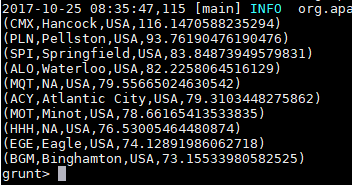 2017-10-25 08:35:47,115 [main] INFO  org.apa
(CMX,Hancock,USA,116.1470588235294)
(PLN,Pellston,USA,93.76190476190476)
(SPI,Springfield,USA,83.84873949579831)
(ALO,Waterloo,USA,82.2258064516129)
(MQT,NA,USA,79.55665024630542)
(ACY,Atlantic City,USA,79.3103448275862)
(MOT,Minot,USA,78.66165413533835)
(HHH,NA,USA,76.53005464480874)
(EGE,Eagle,USA,74.12891986062718)
(BGM,Binghamton,USA,73.15533980582525)
grunt>